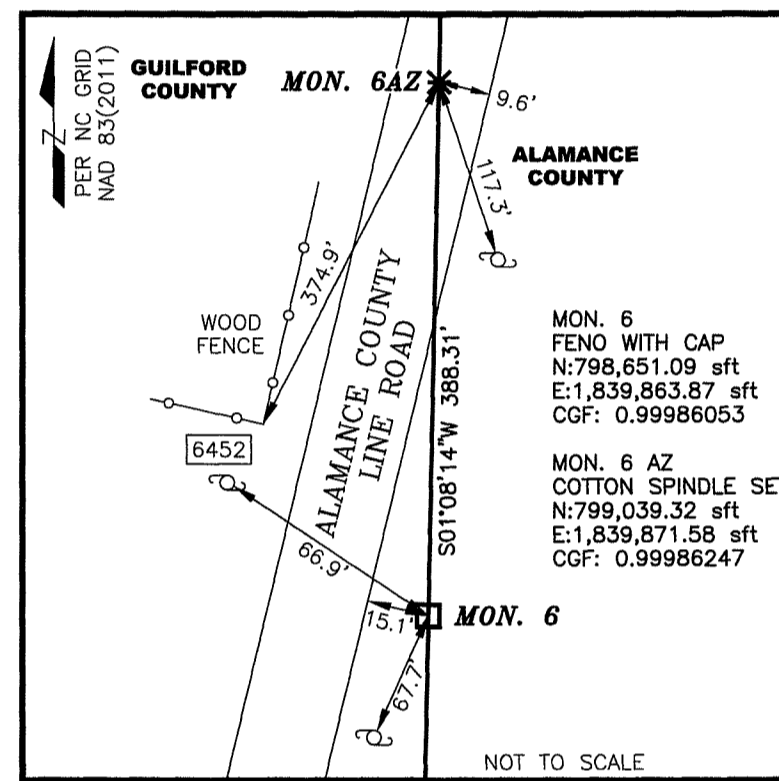 Z
PER NC GRID
NAD 83(2011)
GUILFORD
COUNTY
MON. 6AZ
9.6'
ALAMANCE
COUNTY
117.3'
374.9'
WOOD
FENCE
ALAMANCE COUNTY
LINE ROAD
S01°08'14"W 388.31'
MON. 6
FENO WITH CAP
N:798,651.09 sft
E:1,839,863.87 sft
CGF: 0.99986053
MON. 6 AZ
COTTON SPINDLE SE
N:799,039.32 sft
E:1,839,871.58 sft
CGF: 0.99986247
6452
66.9'
15.1'
MON. 6
67.7'
NOT TO SCALE